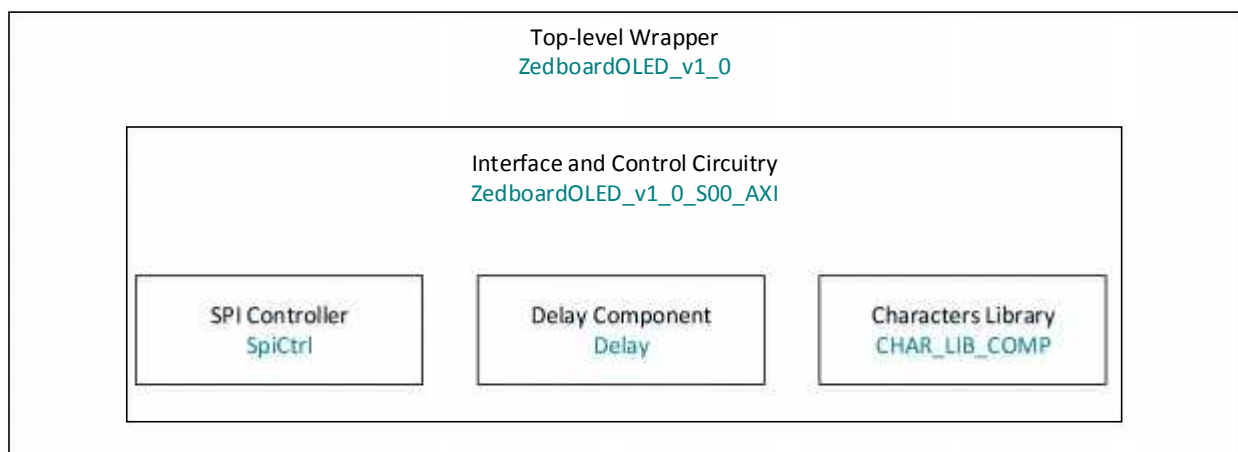 Top-level Wrapper
ZedboardOLED_v1_0
Interface and Control Circuitry
ZedboardOLED_v1_0_S00_AXI
SPI Controller
SpiCtrl
Delay Component
Delay
Characters Library
CHAR_LIB_COMP